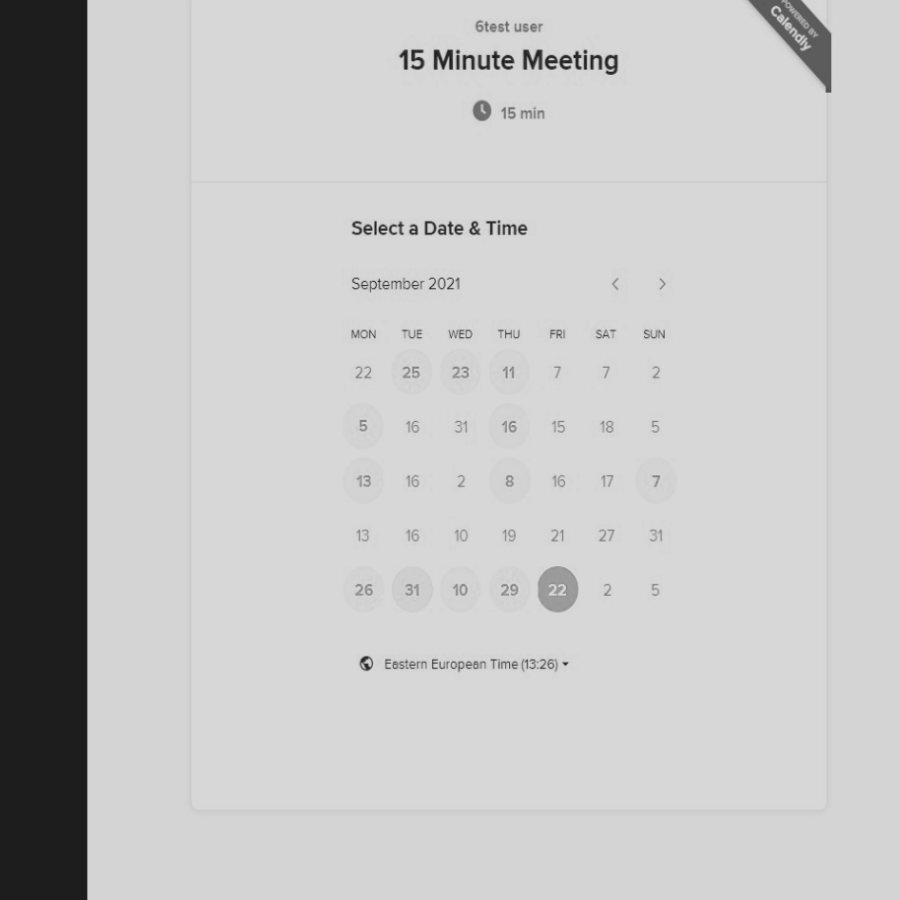 POWERED BY
Calendly
6test user
15 Minute Meeting
15 min
Select a Date & Time
September 2021
MON TUE WED THU FRI SAT SUN
22 25 23 11 7 7 2
5 16 31 16 15 18 5
13 16 2 8 16 17 7
13 16 10 19 21 27 31
26 31 10 29 22 2 5
Eastern European Time (13:26)